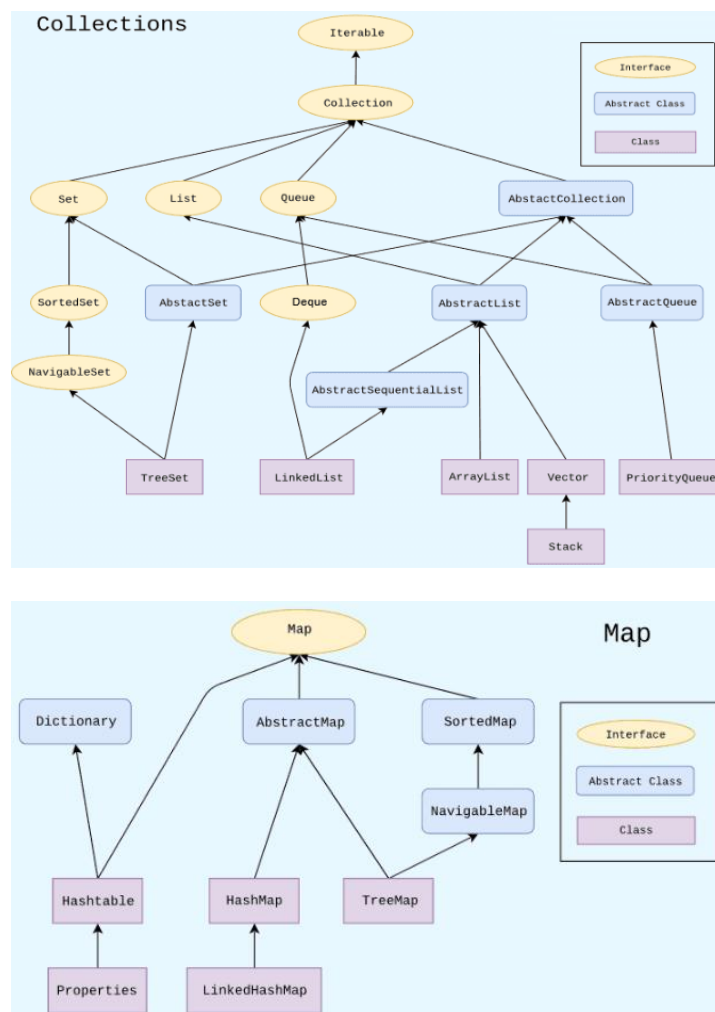 Collections
Iterable
Interface
Collection
Abstract Class
Class
Set
List
Queue
AbstactCollection
SortedSet
AbstactSet
Deque
AbstractList
AbstractQueue
NavigableSet
AbstractSequentialList
TreeSet
LinkedList
ArrayList
Vector
PriorityQueue
Stack
Map
Map
Dictionary
AbstractMap
SortedMap
Interface
Abstract Class
NavigableMap
Class
Hashtable
HashMap
TreeMap
Properties
LinkedHashMap